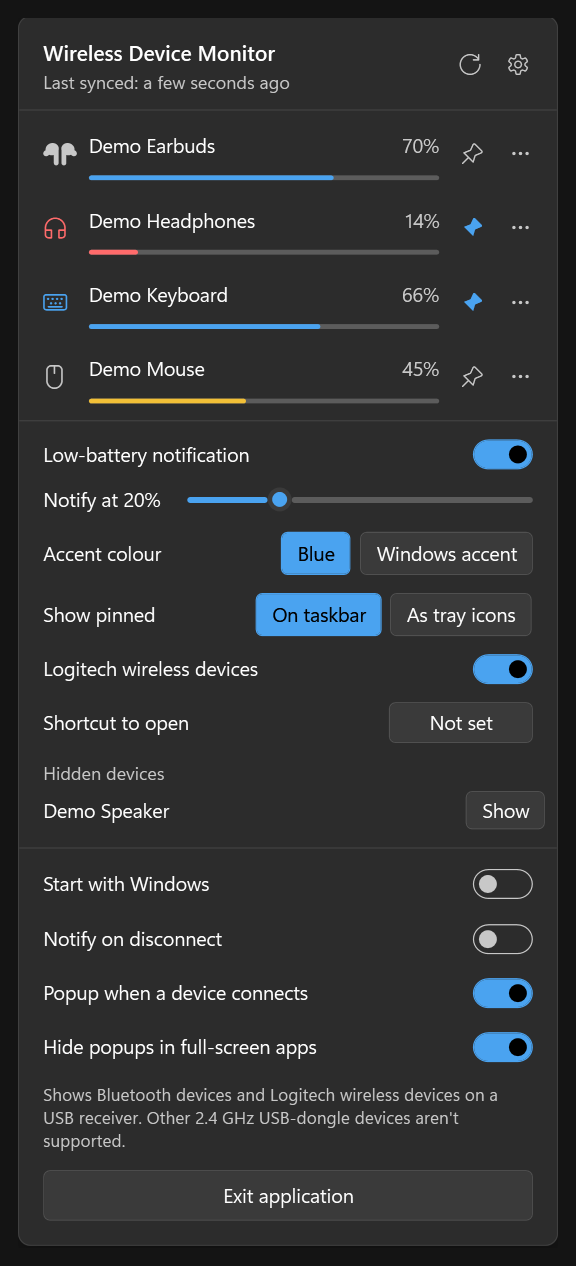 Wireless Device Monitor
Last synced: a few seconds ago
Demo Earbuds 70%
Demo Headphones 14%
Demo Keyboard 66%
Demo Mouse 45%
Low-battery notification
Notify at 20%
Accent colour Blue Windows accent
Show pinned On taskbar As tray icons
Logitech wireless devices
Shortcut to open Not set
Hidden devices
Demo Speaker Show
Start with Windows
Notify on disconnect
Popup when a device connects
Hide popups in full-screen apps
Shows Bluetooth devices and Logitech wireless devices on a
USB receiver. Other 2.4 GHz USB-dongle devices aren't
supported.
Exit application